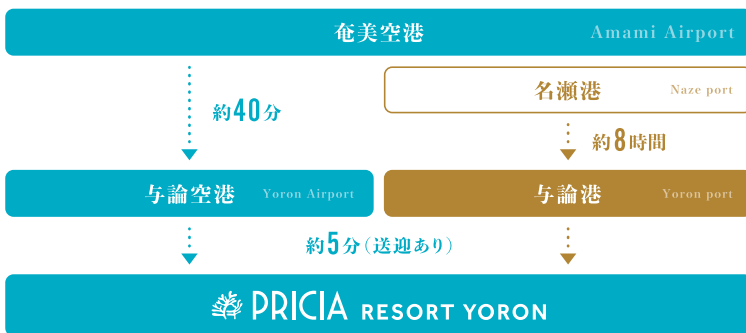 奄美空港 Amami Airport
名瀬港 Naze port
約40分
約8時間
与論空港 Yoron Airport
与論港 Yoron port
約5分（送迎あり）
PRICIA RESORT YORON